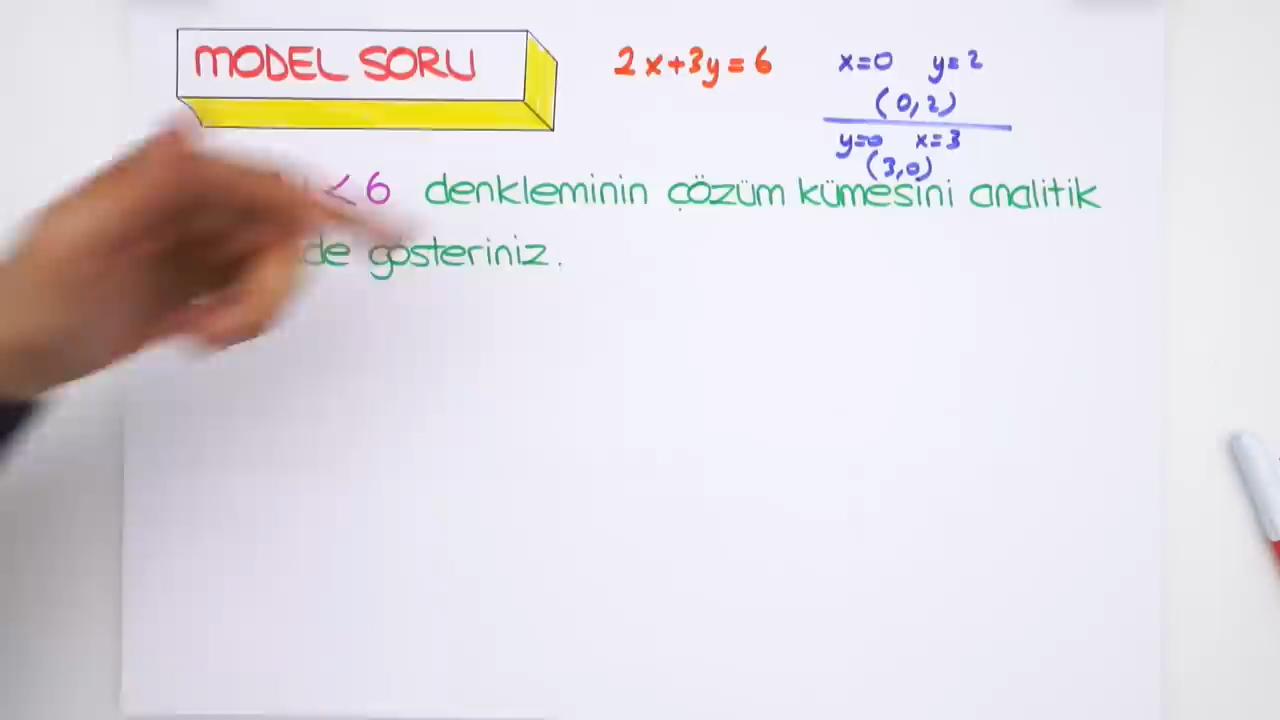 MODEL SORU
2x+3y=6
x=0 y=2
(0,2)
y=0 x=3
(3,0)
< 6 denkleminin çözüm kümesini analitik
de gösteriniz.